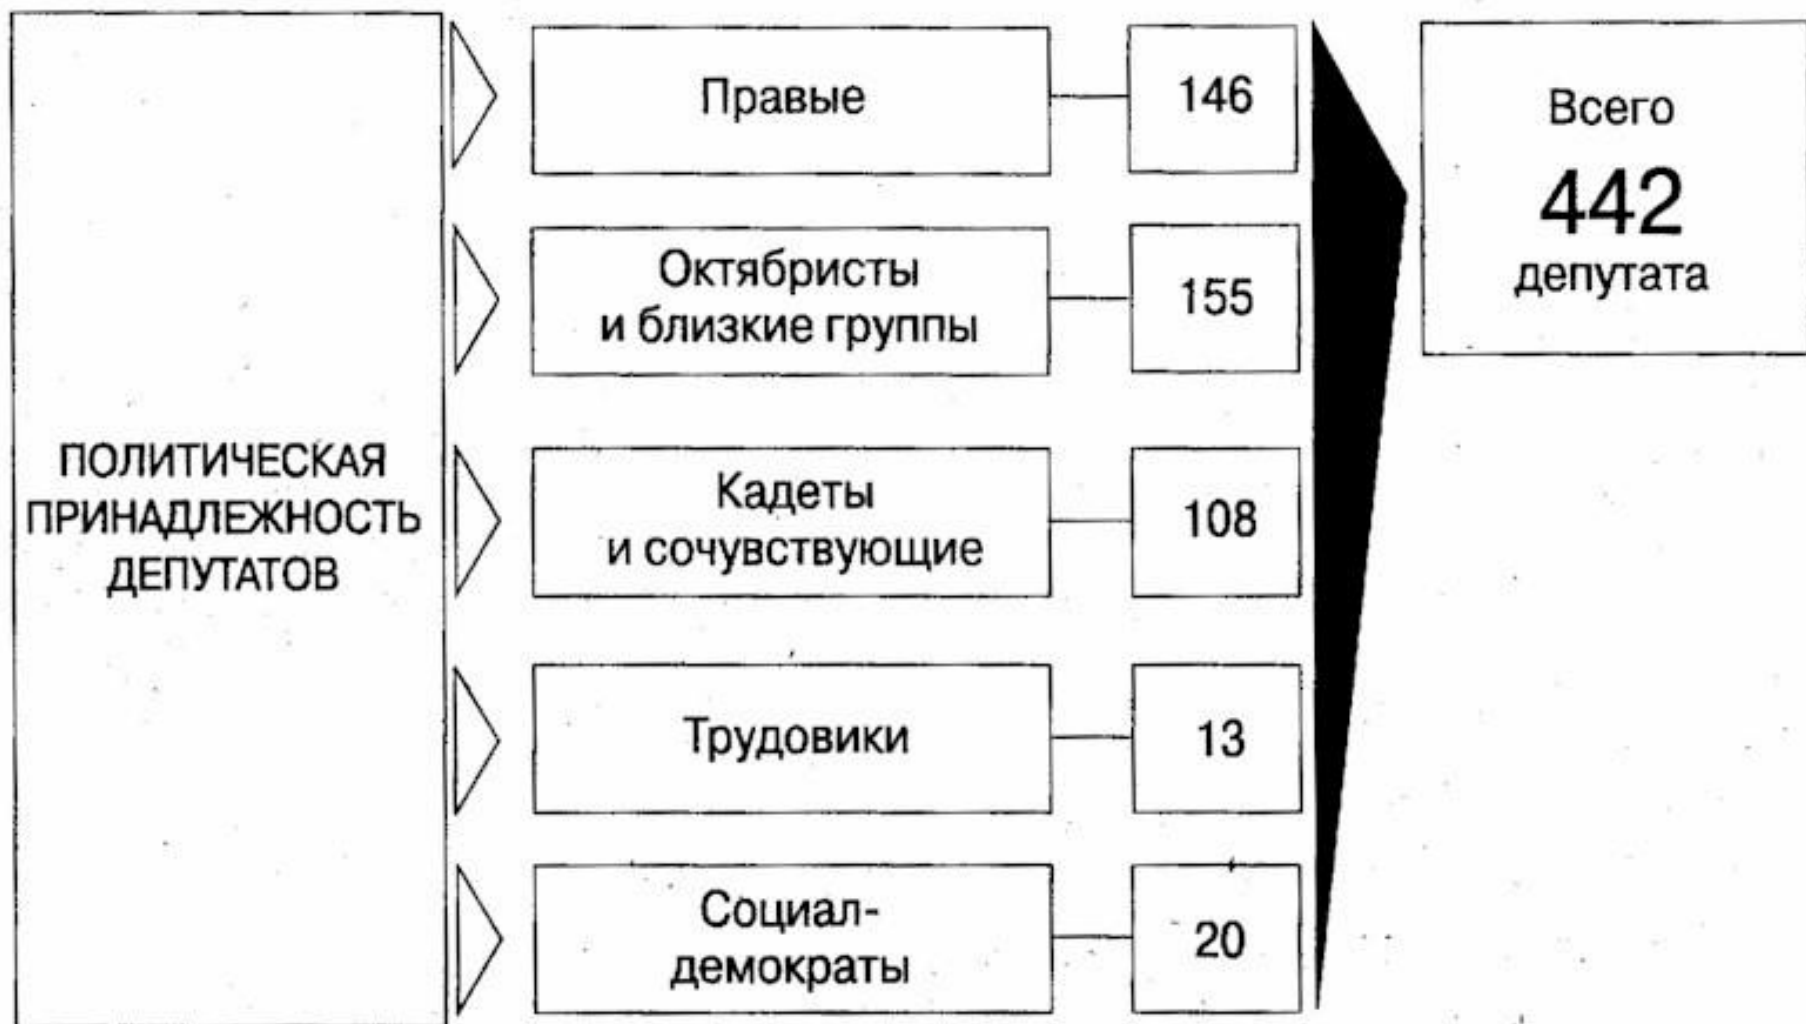 ПОЛИТИЧЕСКАЯ
ПРИНАДЛЕЖНОСТЬ
ДЕПУТАТОВ
Правые
146
Октябристы
и близкие группы
155
Кадеты
и сочувствующие
108
Трудовики
13
Социал-
демократы
20
Всего
442
депутата